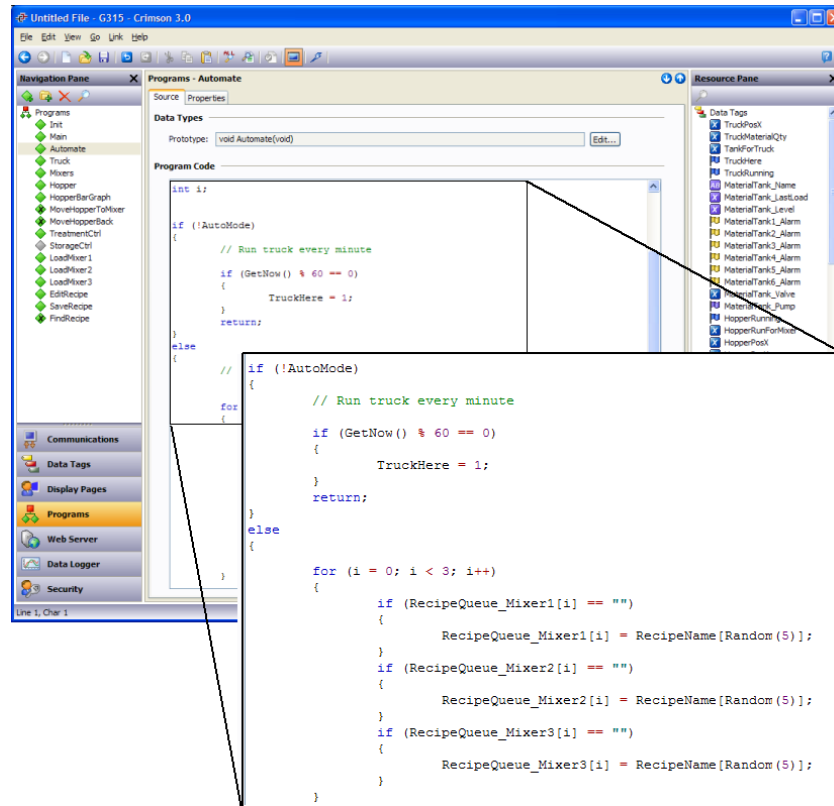 Untitled File - G315 - Crimson 3.0
File Edit View Go Link Help
Navigation Pane
Programs
Init
Main
Automate
Truck
Mixers
Hopper
HopperBarGraph
MoveHopperToMixer
MoveHopperBack
TreatmentCtrl
StorageCtrl
LoadMixer1
LoadMixer2
LoadMixer3
EditRecipe
SaveRecipe
FindRecipe
Communications
Data Tags
Display Pages
Programs
Web Server
Data Logger
Security
Line 1, Char 1
Programs - Automate
Source Properties
Data Types
Prototype: void Automate(void) Edit...
Program Code
int i;
if (!AutoMode)
{
// Run truck every minute
if (GetNow() % 60 == 0)
{
TruckHere = 1;
}
return;
}
else
{
//
for
{
}
Resource Pane
Data Tags
TruckPosX
TruckMaterialQty
TankForTruck
TruckHere
TruckRunning
MaterialTank_Name
MaterialTank_LastLoad
MaterialTank_Level
MaterialTank1_Alarm
MaterialTank2_Alarm
MaterialTank3_Alarm
MaterialTank4_Alarm
MaterialTank5_Alarm
MaterialTank6_Alarm
MaterialTank_Valve
MaterialTank_Pump
HopperRunning
HopperRunForMixer
HopperPosX
if (!AutoMode)
{
// Run truck every minute
if (GetNow() % 60 == 0)
{
TruckHere = 1;
}
return;
}
else
{
for (i = 0; i < 3; i++)
{
if (RecipeQueue_Mixer1[i] == "")
{
RecipeQueue_Mixer1[i] = RecipeName[Random(5)];
}
if (RecipeQueue_Mixer2[i] == "")
{
RecipeQueue_Mixer2[i] = RecipeName[Random(5)];
}
if (RecipeQueue_Mixer3[i] == "")
{
RecipeQueue_Mixer3[i] = RecipeName[Random(5)];
}
}